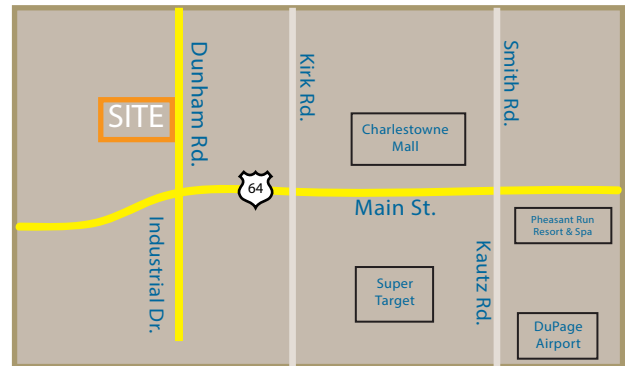 SITE
Dunham Rd.
Kirk Rd.
Smith Rd.
Charlestowne
Mall
64
Main St.
Pheasant Run
Resort & Spa
Industrial Dr.
Super
Target
Kautz Rd.
DuPage
Airport